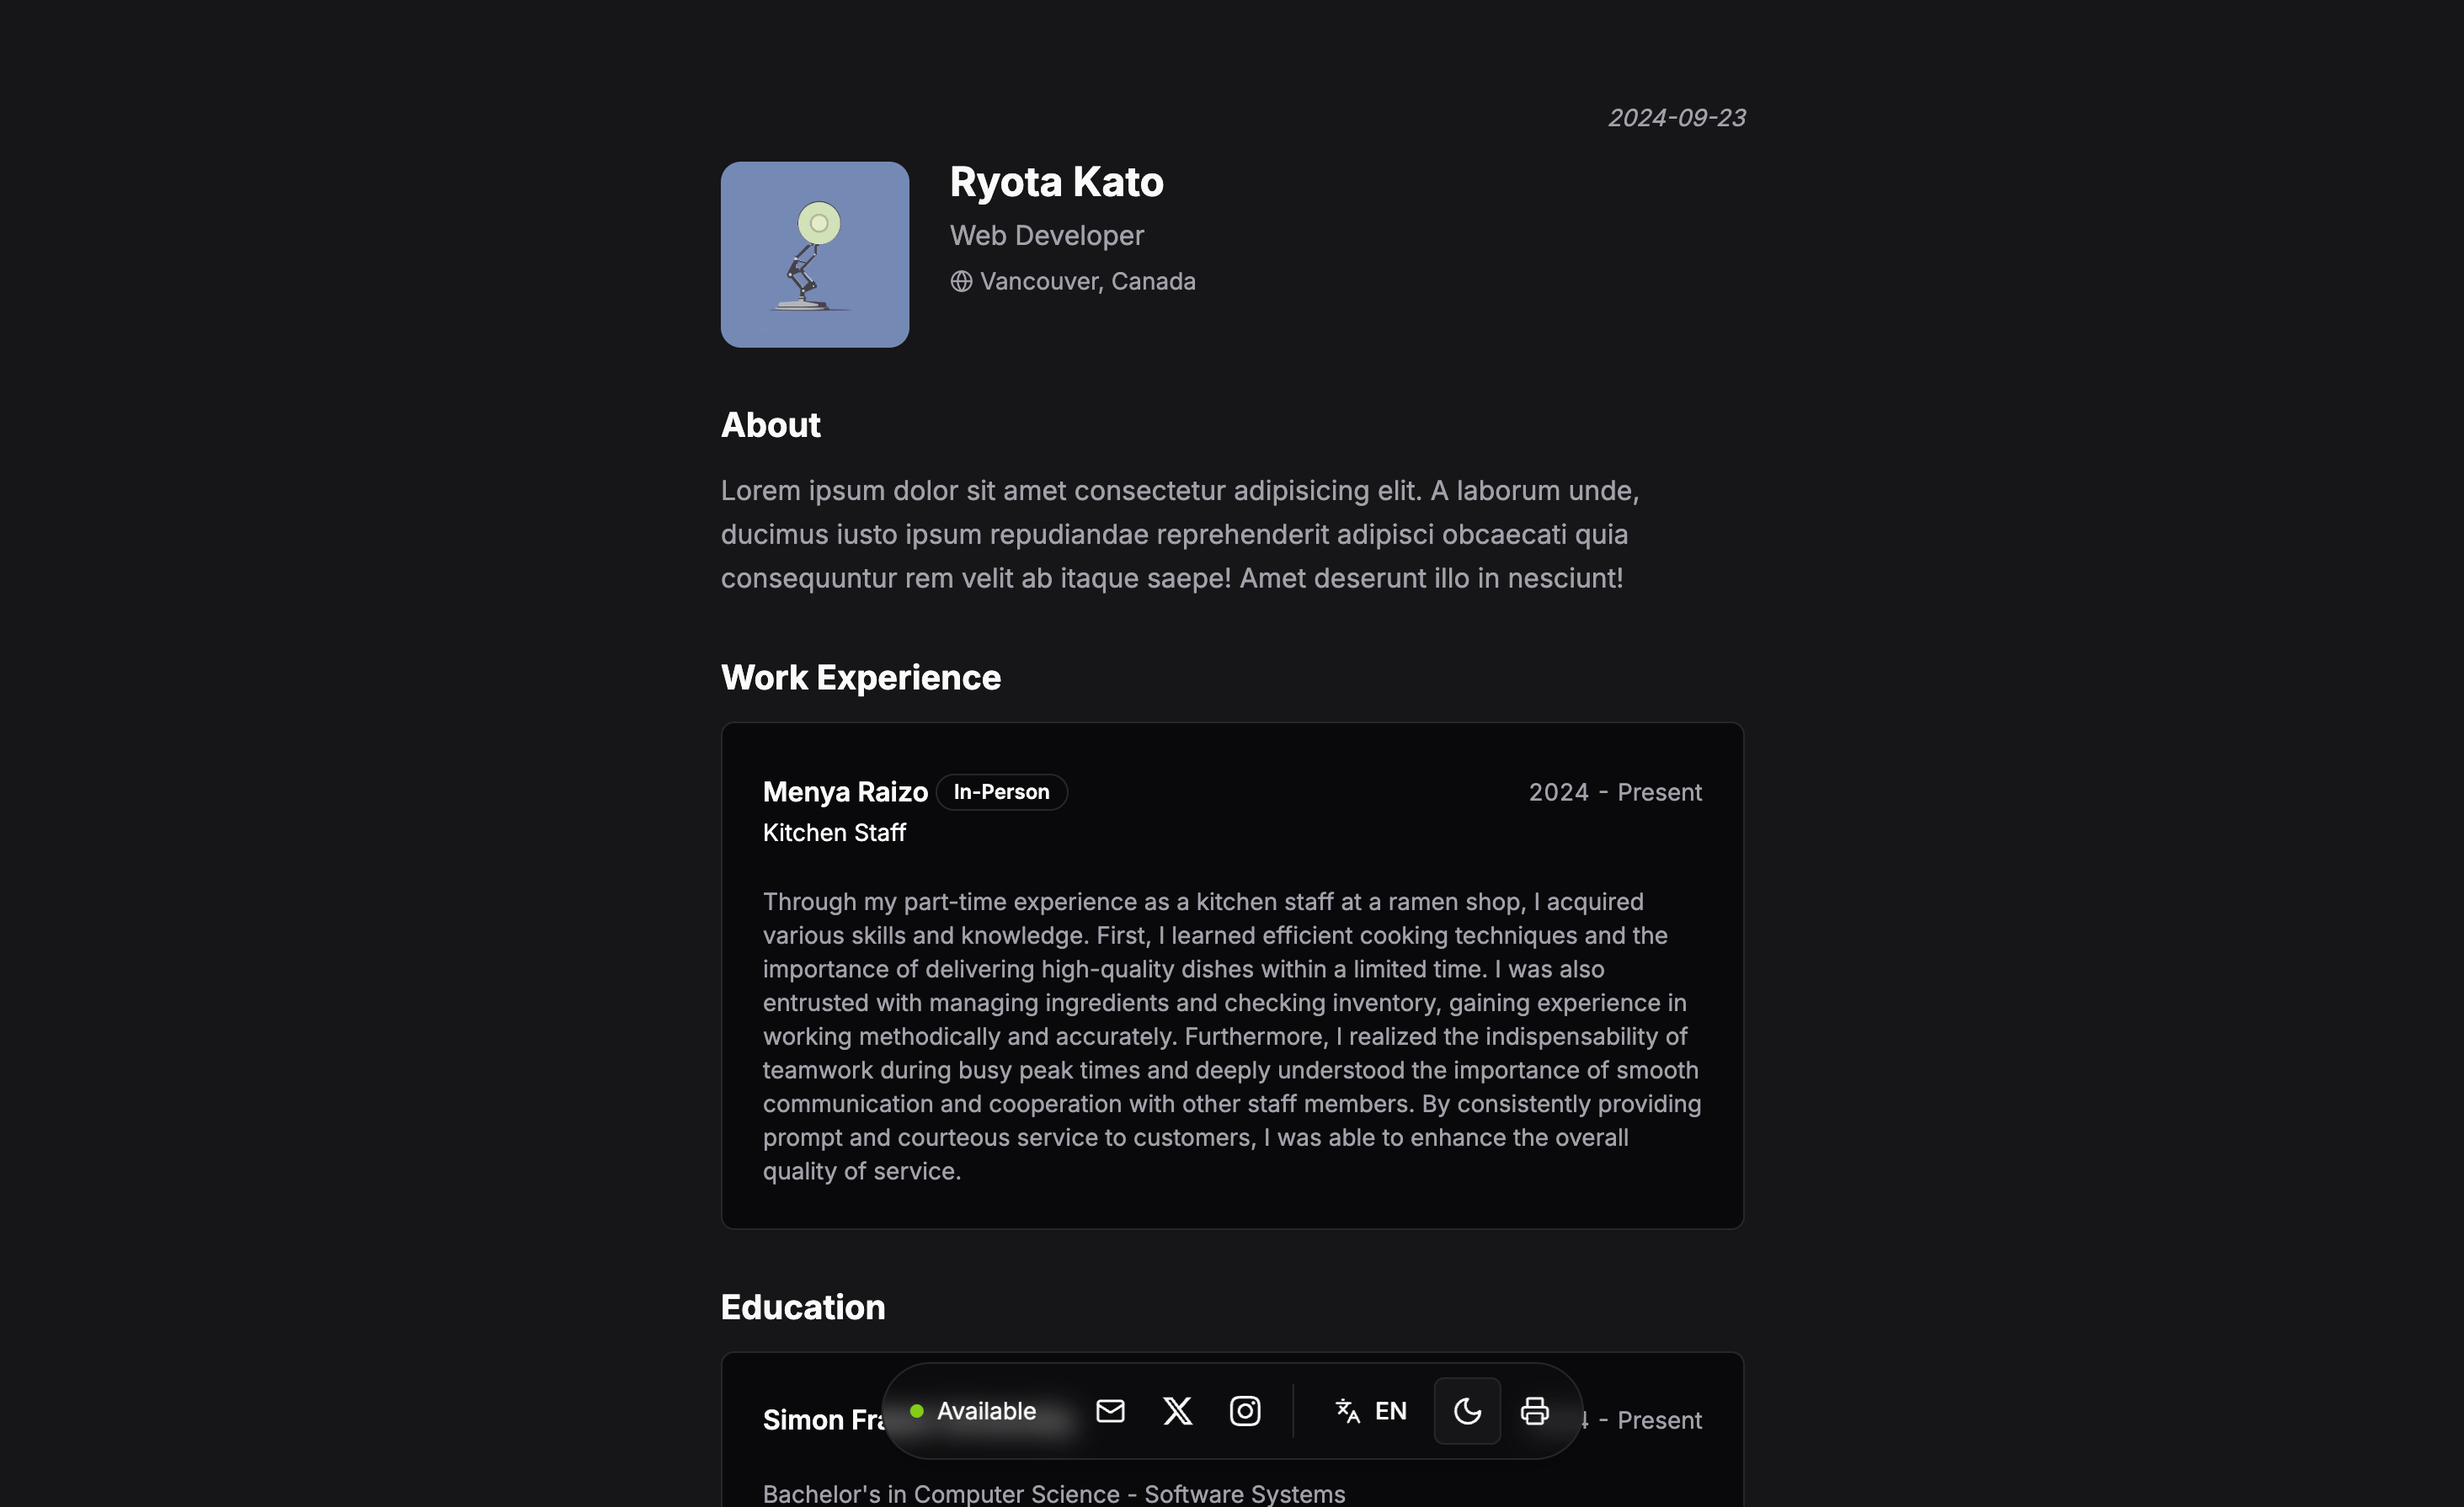 2024-09-23
Ryota Kato
Web Developer
Vancouver, Canada
About
Lorem ipsum dolor sit amet consectetur adipisicing elit. A laborum unde,
ducimus iusto ipsum repudiandae reprehenderit adipisci obcaecati quia
consequuntur rem velit ab itaque saepe! Amet deserunt illo in nesciunt!
Work Experience
Menya Raizo In-Person 2024 - Present
Kitchen Staff
Through my part-time experience as a kitchen staff at a ramen shop, I acquired
various skills and knowledge. First, I learned efficient cooking techniques and the
importance of delivering high-quality dishes within a limited time. I was also
entrusted with managing ingredients and checking inventory, gaining experience in
working methodically and accurately. Furthermore, I realized the indispensability of
teamwork during busy peak times and deeply understood the importance of smooth
communication and cooperation with other staff members. By consistently providing
prompt and courteous service to customers, I was able to enhance the overall
quality of service.
Education
Simon - Present
Available EN
Bachelor's in Computer Science - Software Systems